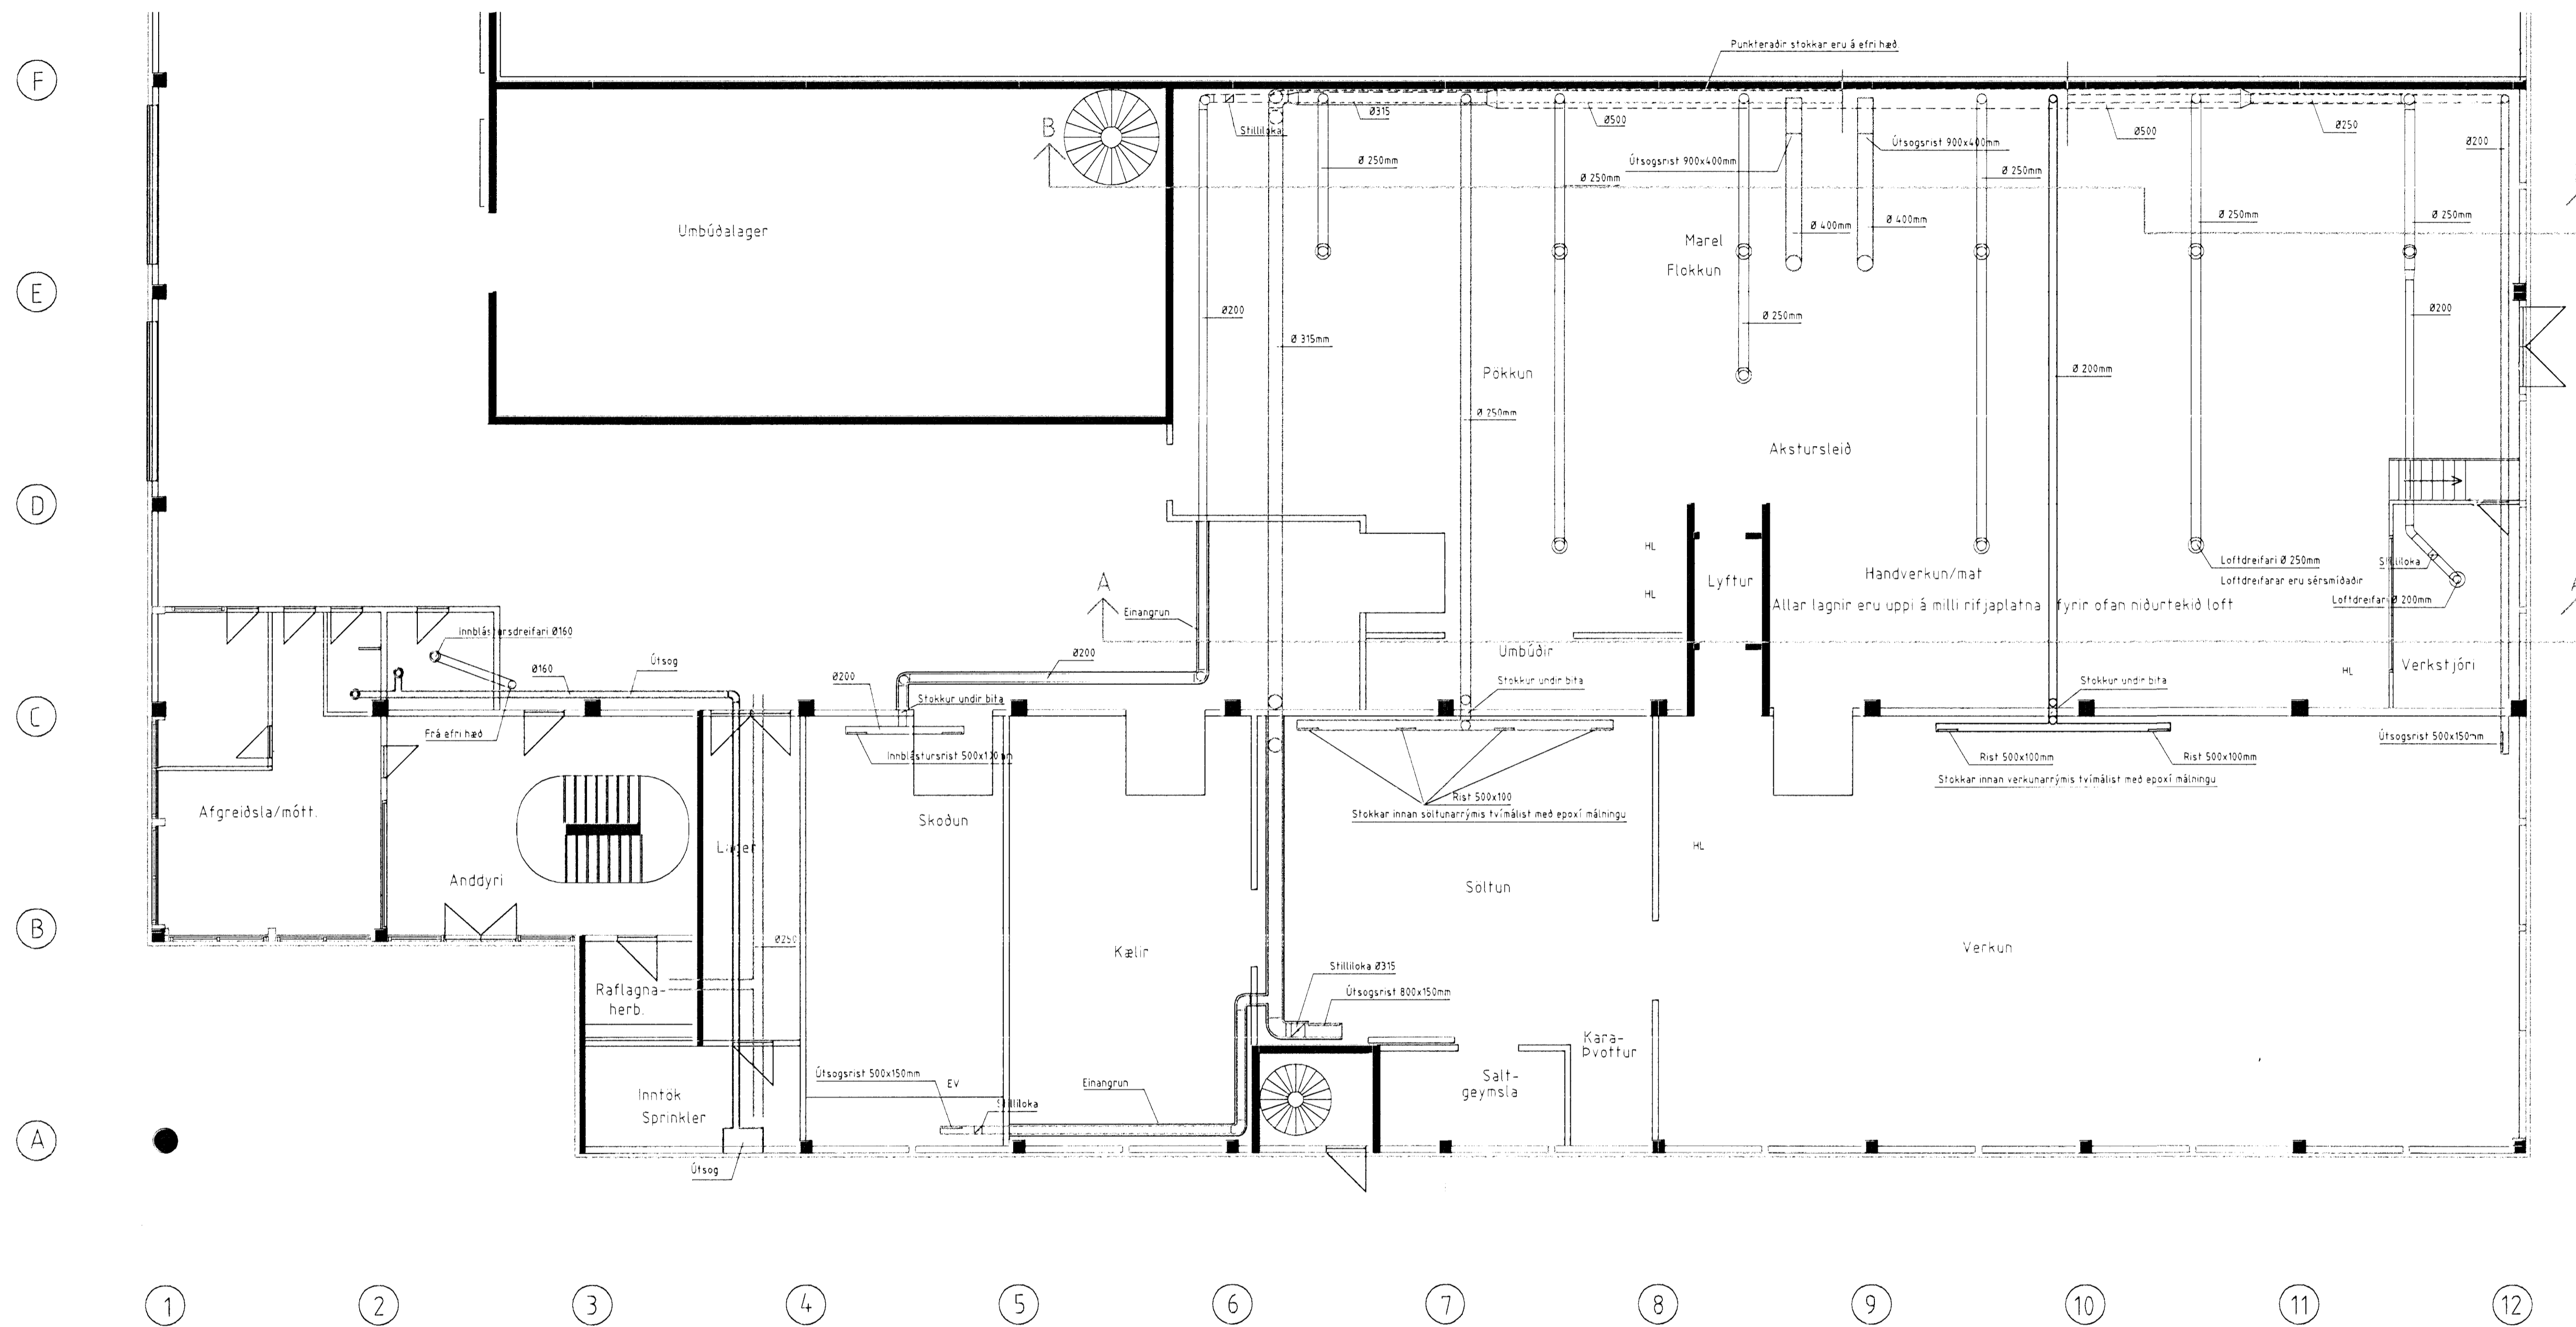 Punkteraðir stokkar eru á efri hæð.
F
B
Stilliloka
Ø315
Ø500
Ø500
Ø250
Ø200
Útsogsrist 900x400mm
Útsogsrist 900x400mm
Ø 250mm
Ø 250mm
Ø 250mm
Umbúðalager
Marel
Flokkun
Ø 400mm
Ø 400mm
Ø 250mm
Ø 250mm
E
Ø200
Ø 315mm
Ø 250mm
Ø200
Pökkun
Ø 200mm
Ø 250mm
Akstursleið
D
HL
Loftdreifari Ø 250mm
Stilliloka
A
Lyftur
Handverkun/mat
Loftdreifarar eru sérsmíðaðir
HL
Einangrun
Allar lagnir eru uppi á milli rifjaplatna fyrir ofan niðurtekið loft
Loftdreifari Ø 200mm
Innblástursdreifari Ø160
Ø160
Útsog
Ø200
Ø200
Umbúðir
HL
Verkstjóri
Stokkur undir bita
Stokkur undir bita
Stokkur undir bita
C
Frá efri hæð
Innblástursrist 500x100mm
Útsogsrist 500x150mm
Rist 500x100mm
Rist 500x100mm
Stokkar innan verkunarrýmis tvímálist með epoxí málningu
Rist 500x100
Stokkar innan söltunarrýmis tvímálist með epoxí málningu
Afgreiðsla/mótt.
Skoðun
Lager
HL
Anddyri
Söltun
B
Ø250
Kælir
Verkun
Stilliloka Ø315
Raflagna-
herb.
Útsogsrist 800x150mm
Kara-
Þvottur
Útsogsrist 500x150mm
EV
Einangrun
Salt-
geymsla
Inntök
Sprinkler
Stilliloka
A
Útsog
1 2 3 4 5 6 7 8 9 10 11 12